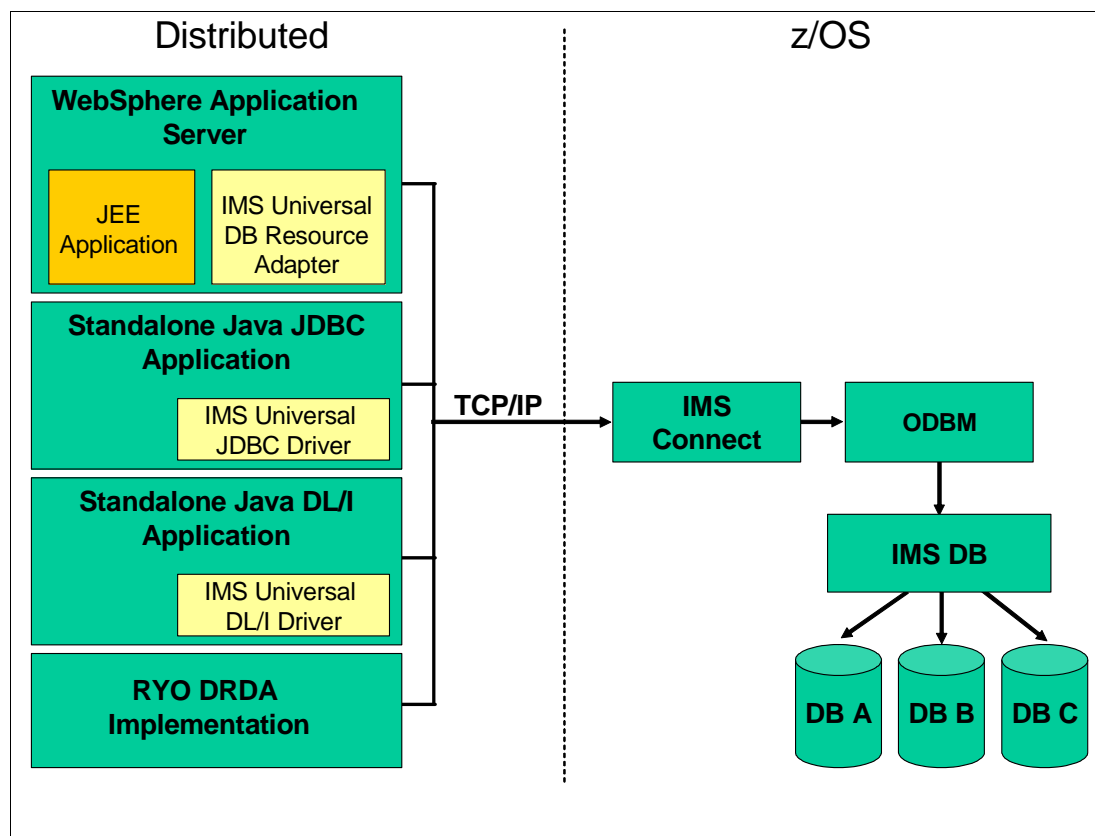 Distributed
z/OS
WebSphere Application
Server
JEE
Application
IMS Universal
DB Resource
Adapter
Standalone Java JDBC
Application
IMS Universal
JDBC Driver
Standalone Java DL/I
Application
IMS Universal
DL/I Driver
RYO DRDA
Implementation
TCP/IP
IMS
Connect
ODBM
IMS DB
DB A
DB B
DB C